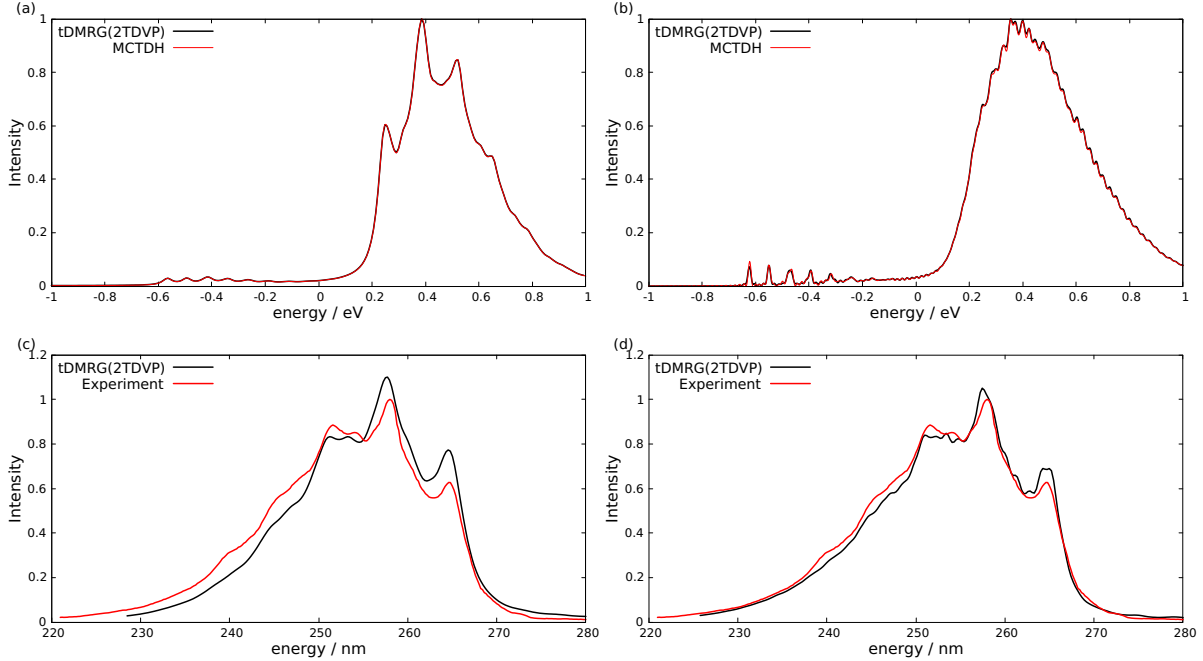 (a)
tDMRG(2TDVP)
MCTDH
Intensity
1
0.8
0.6
0.4
0.2
0
-1 -0.8 -0.6 -0.4 -0.2 0 0.2 0.4 0.6 0.8 1
energy / eV
(b)
tDMRG(2TDVP)
MCTDH
Intensity
1
0.8
0.6
0.4
0.2
0
-1 -0.8 -0.6 -0.4 -0.2 0 0.2 0.4 0.6 0.8 1
energy / eV
(c)
tDMRG(2TDVP)
Experiment
Intensity
1.2
1
0.8
0.6
0.4
0.2
0
220 230 240 250 260 270 280
energy / nm
(d)
tDMRG(2TDVP)
Experiment
Intensity
1.2
1
0.8
0.6
0.4
0.2
0
220 230 240 250 260 270 280
energy / nm